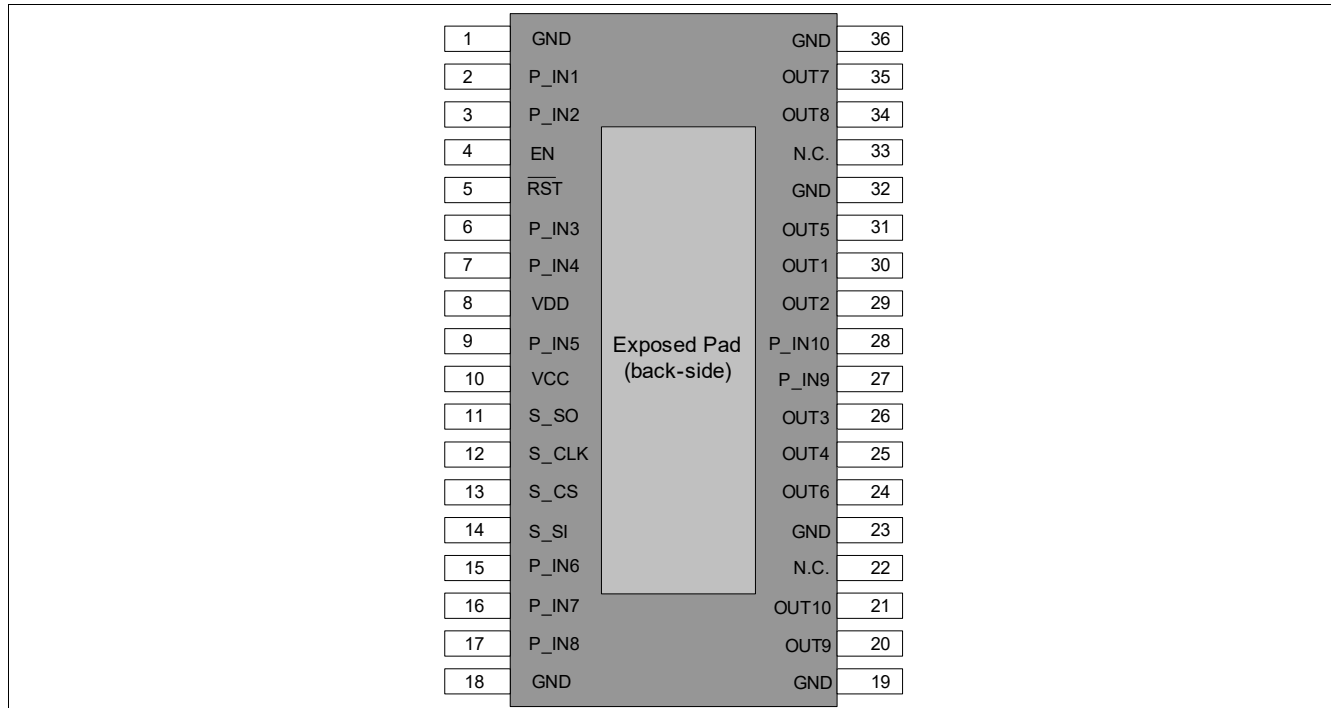 1 GND GND 36
2 P_IN1 OUT7 35
3 P_IN2 OUT8 34
4 EN N.C. 33
5 RST GND 32
6 P_IN3 OUT5 31
7 P_IN4 OUT1 30
8 VDD OUT2 29
9 P_IN5 Exposed Pad P_IN10 28
(back-side)
10 VCC P_IN9 27
11 S_SO OUT3 26
12 S_CLK OUT4 25
13 S_CS OUT6 24
14 S_SI GND 23
15 P_IN6 N.C. 22
16 P_IN7 OUT10 21
17 P_IN8 OUT9 20
18 GND GND 19